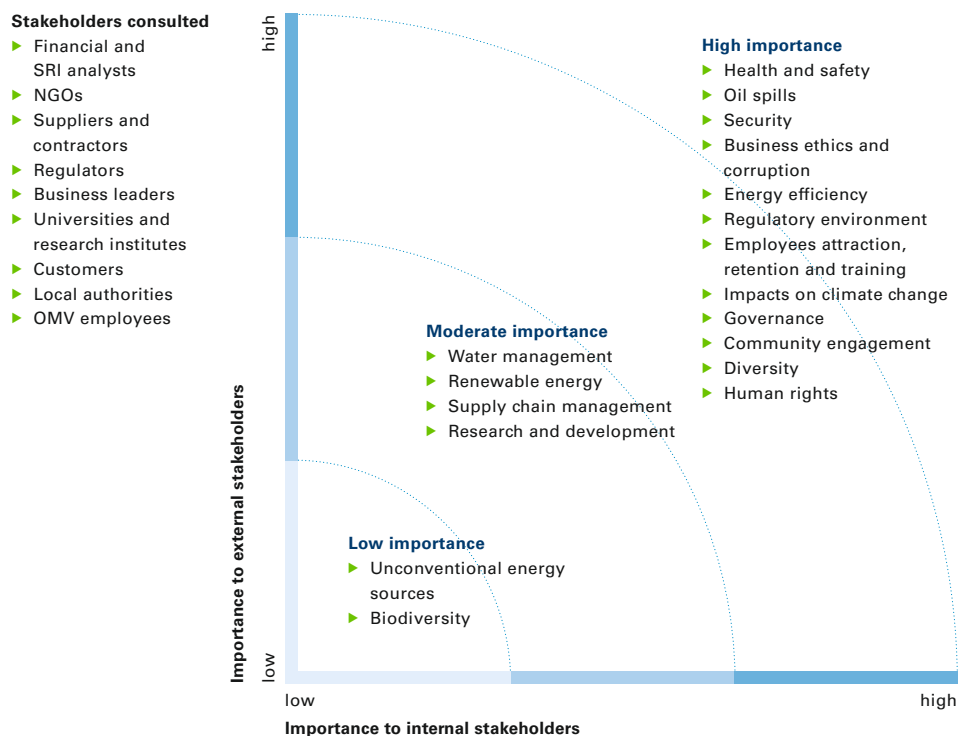 Stakeholders consulted
Financial and
SRI analysts
NGOs
Suppliers and
contractors
Regulators
Business leaders
Universities and
research institutes
Customers
Local authorities
OMV employees
high
Importance to external stakeholders
low
High importance
Health and safety
Oil spills
Security
Business ethics and
corruption
Energy efficiency
Regulatory environment
Employees attraction,
retention and training
Impacts on climate change
Governance
Community engagement
Diversity
Human rights
Moderate importance
Water management
Renewable energy
Supply chain management
Research and development
Low importance
Unconventional energy
sources
Biodiversity
low
high
Importance to internal stakeholders